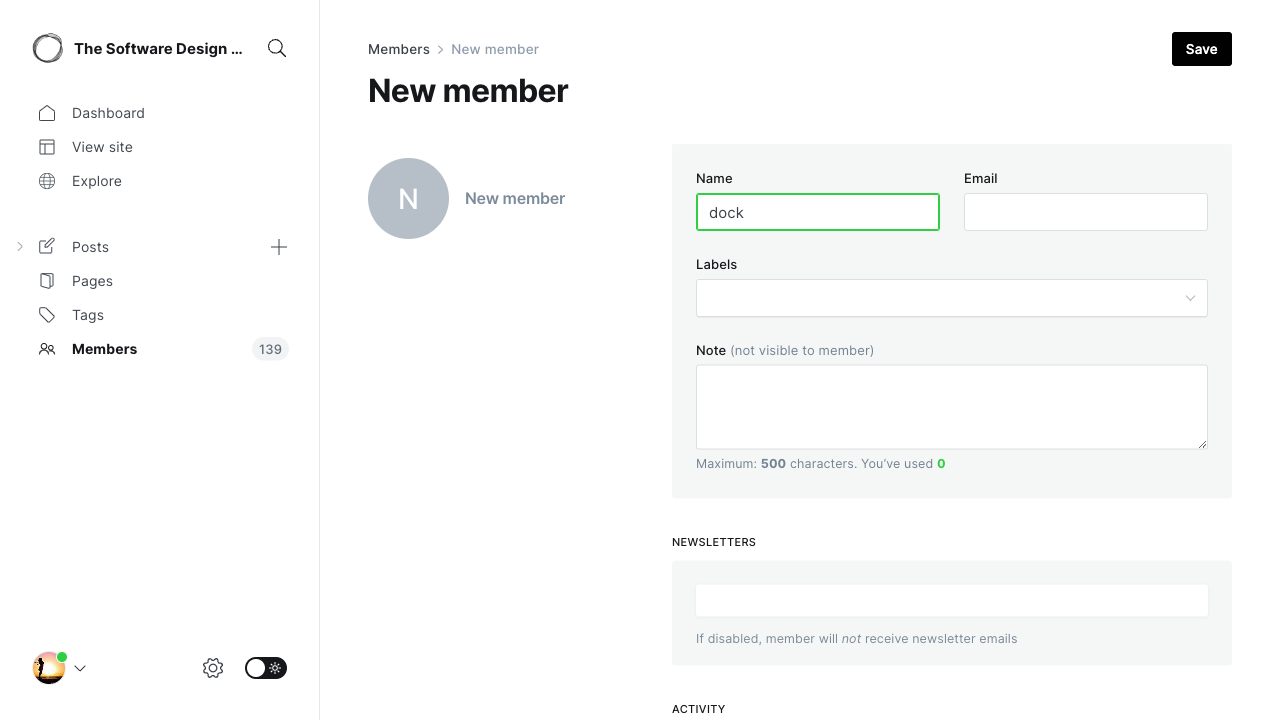 The Software Design ...
Dashboard
View site
Explore
Posts
Pages
Tags
Members
139
Members
New member
Save
New member
N
New member
Name
Email
dock
Labels
Note (not visible to member)
Maximum: 500 characters. You’ve used 0
NEWSLETTERS
If disabled, member will not receive newsletter emails
ACTIVITY